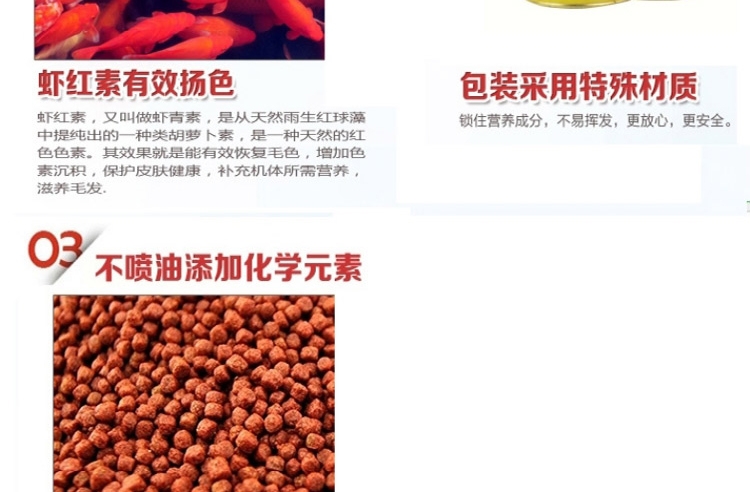 虾红素有效扬色
虾红素，又叫做虾青素，是从天然雨生红球藻
中提纯出的一种类胡萝卜素，是一种天然的红
色色素。其效果就是能有效恢复毛色，增加色
素沉积，保护皮肤健康，补充机体所需营养，
滋养毛发.
包装采用特殊材质
锁住营养成分，不易挥发，更放心，更安全。
03
不喷油添加化学元素